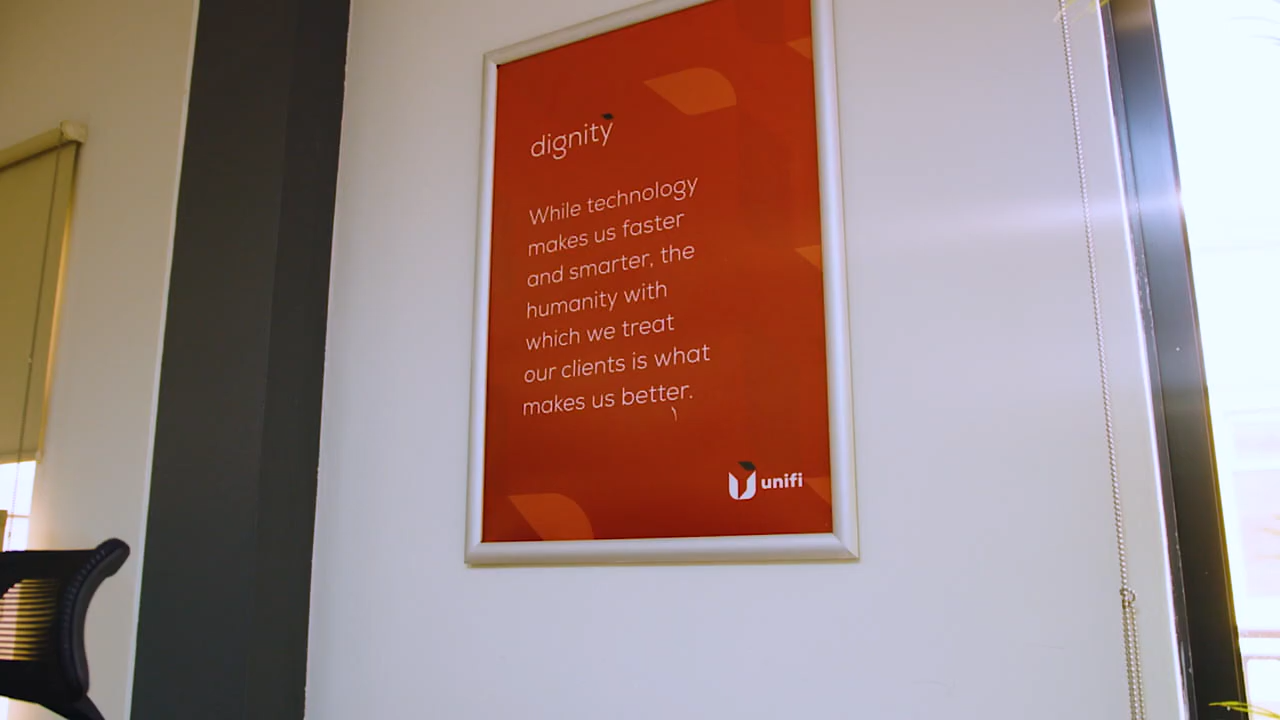 dignity
While technology
makes us faster
and smarter, the
humanity with
which we treat
our clients is what
makes us better.
unifi